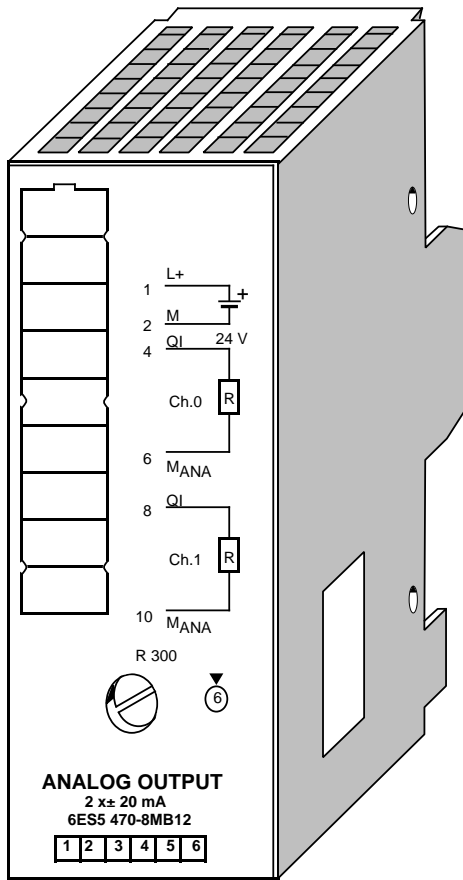 L+
1
+
M
2
24 V
QI
4
Ch.0
R
6
MANA
QI
8
Ch.1
R
10
MANA
R 300
6
ANALOG OUTPUT
2 x± 20 mA
6ES5 470-8MB12
1 2 3 4 5 6